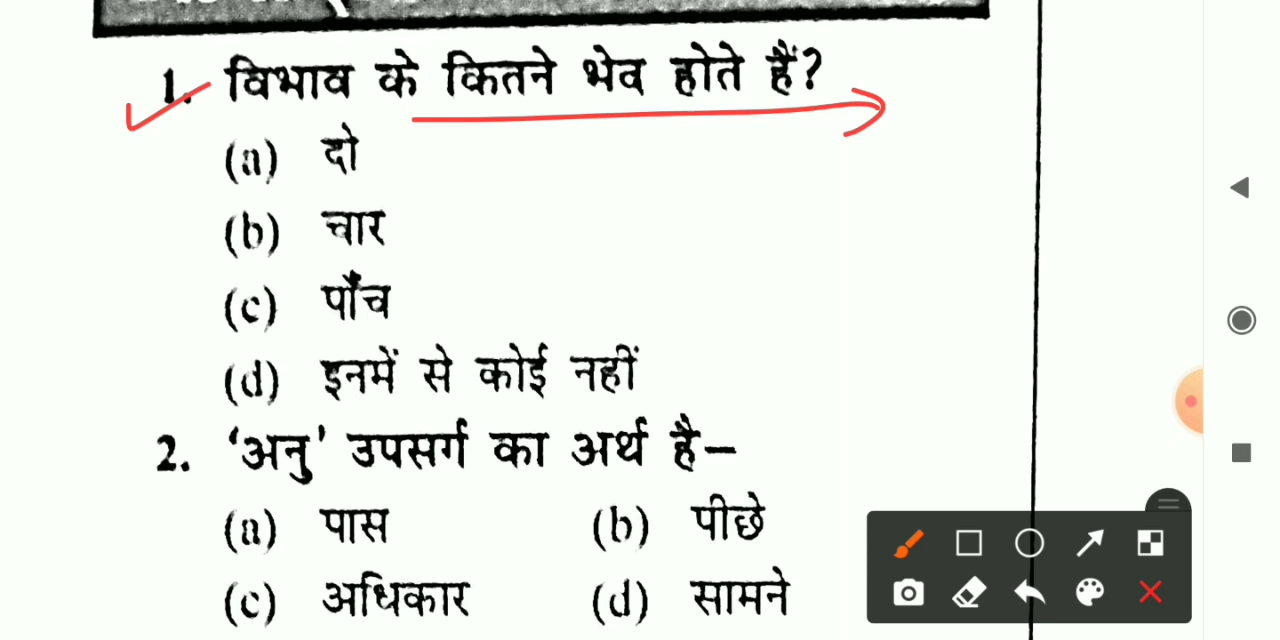 1. विभाव के कितने भेद होते हैं?
(a) दो
(b) चार
(c) पाँच
(d) इनमें से कोई नहीं
2. 'अनु' उपसर्ग का अर्थ है–
(a) पास (b) पीछे
(c) अधिकार (d) सामने